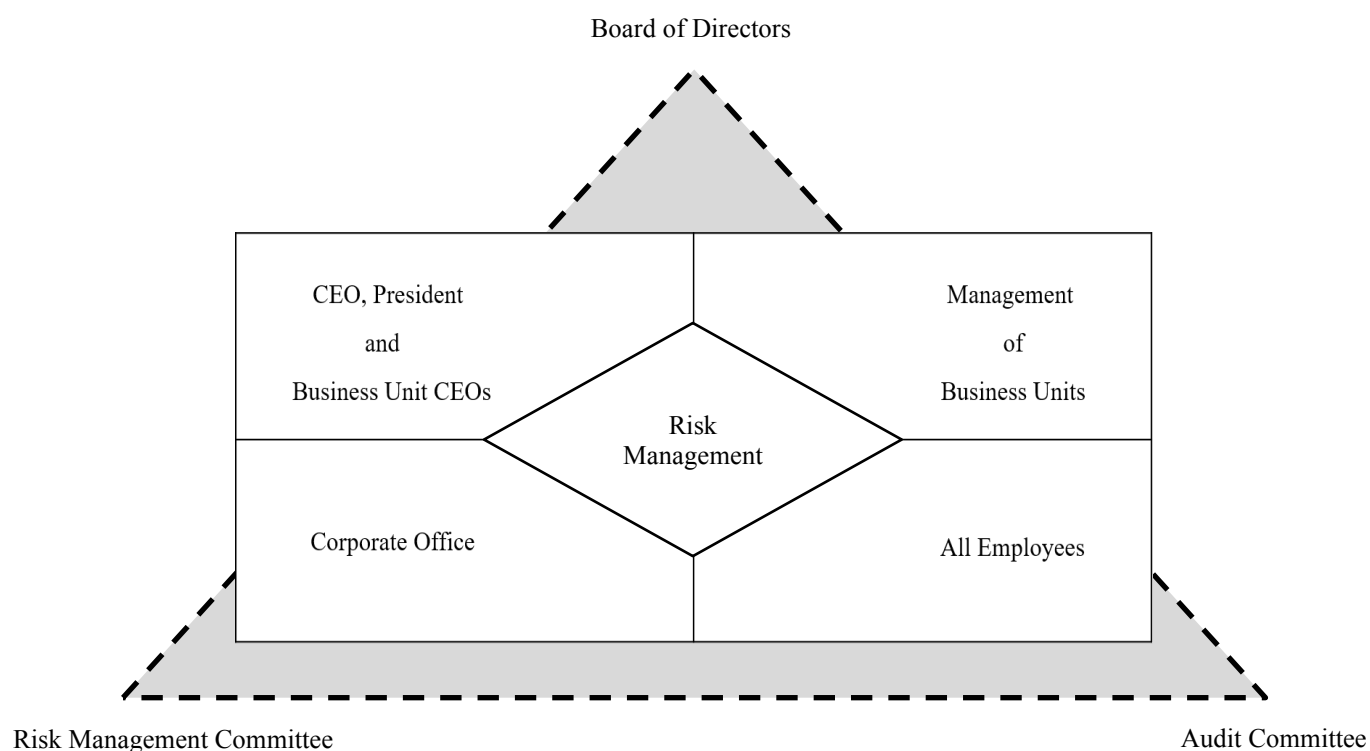 Board of Directors
CEO, President
and
Business Unit CEOs
Management
of
Business Units
Risk
Management
Corporate Office
All Employees
Risk Management Committee
Audit Committee